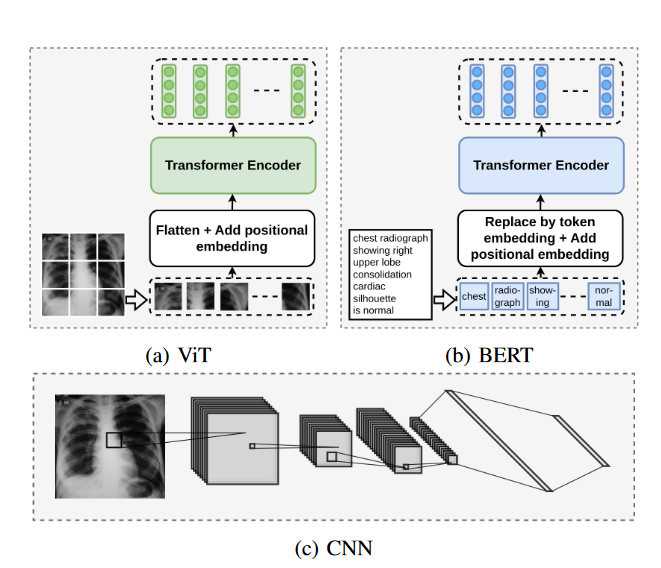 Transformer Encoder
Flatten + Add positional
embedding
(a) ViT
Transformer Encoder
Replace by token
embedding + Add
positional embedding
chest radiograph
showing right
upper lobe
consolidation
cardiac
silhouette
is normal
chest
radio-
graph
show-
ing
nor-
mal
(b) BERT
(c) CNN